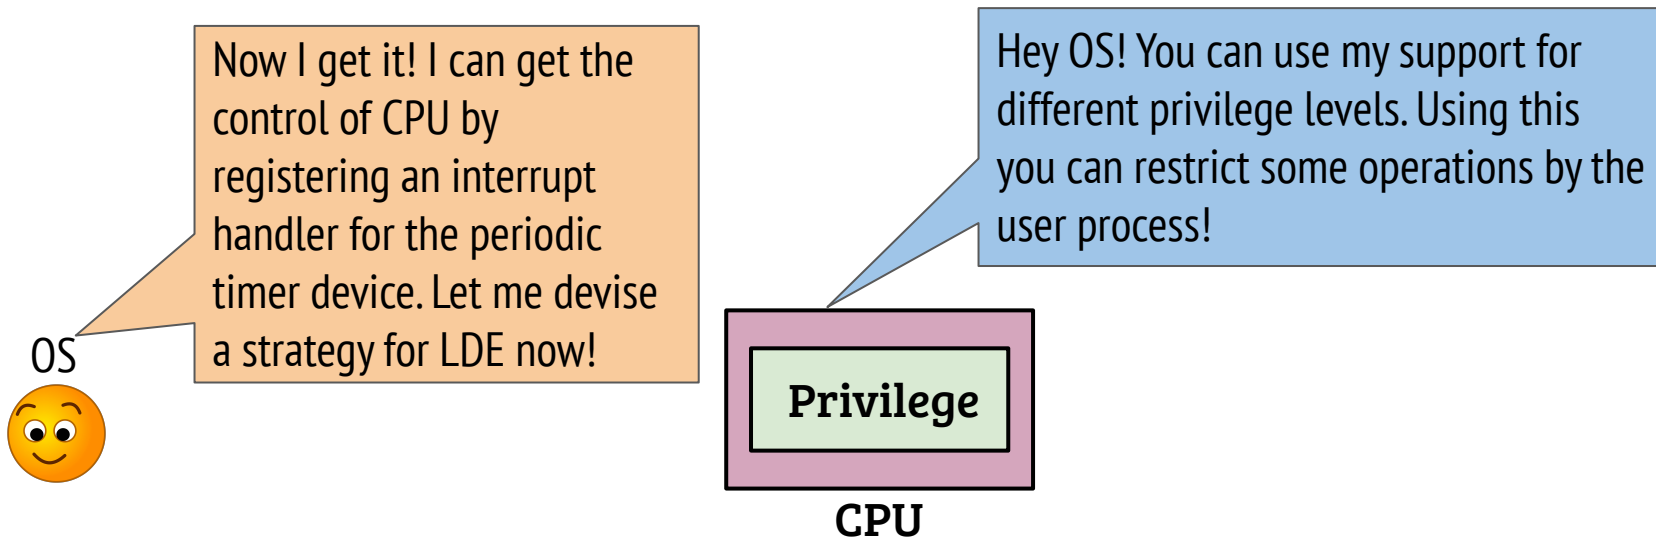 Now I get it! I can get the
control of CPU by
registering an interrupt
handler for the periodic
timer device. Let me devise
a strategy for LDE now!
Hey OS! You can use my support for
different privilege levels. Using this
you can restrict some operations by the
user process!
OS
Privilege
CPU